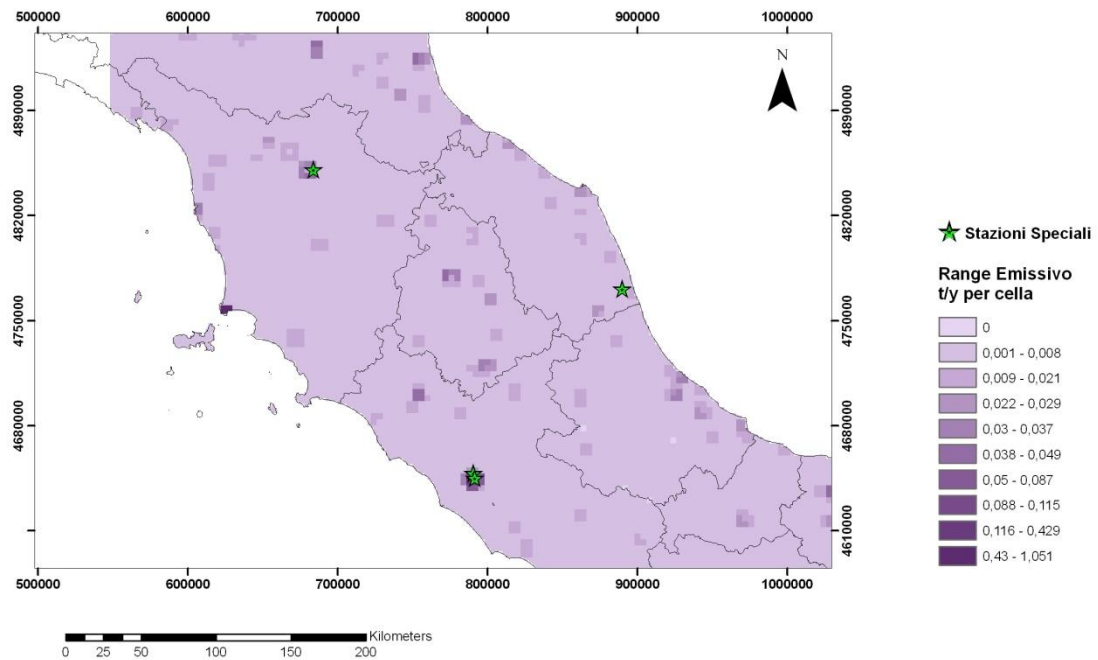 500000 600000 700000 800000 900000 1000000
N
4890000 4890000
4820000 4820000
4750000 4750000
4680000 4680000
4610000 4610000
500000 600000 700000 800000 900000 1000000
Stazioni Speciali
Range Emissivo
t/y per cella
0
0,001 - 0,008
0,009 - 0,021
0,022 - 0,029
0,03 - 0,037
0,038 - 0,049
0,05 - 0,087
0,088 - 0,115
0,116 - 0,429
0,43 - 1,051
Kilometers
0 25 50 100 150 200